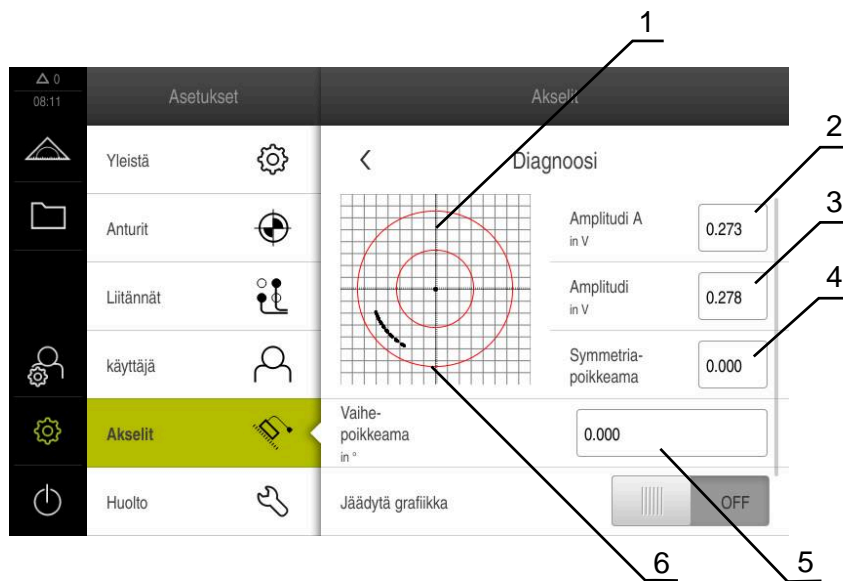 1
△ 0
08:11
Asetukset
Akselit
2
Yleistä
Diagnoosi
Anturit
Amplitudi A
in V
0.273
3
Liitännät
Amplitudi
in V
0.278
4
käyttäjä
Symmetria-
poikkeama
0.000
Akselit
Vaihe-
poikkeama
in °
0.000
Huolto
Jäädytä grafiikka
OFF
6
5